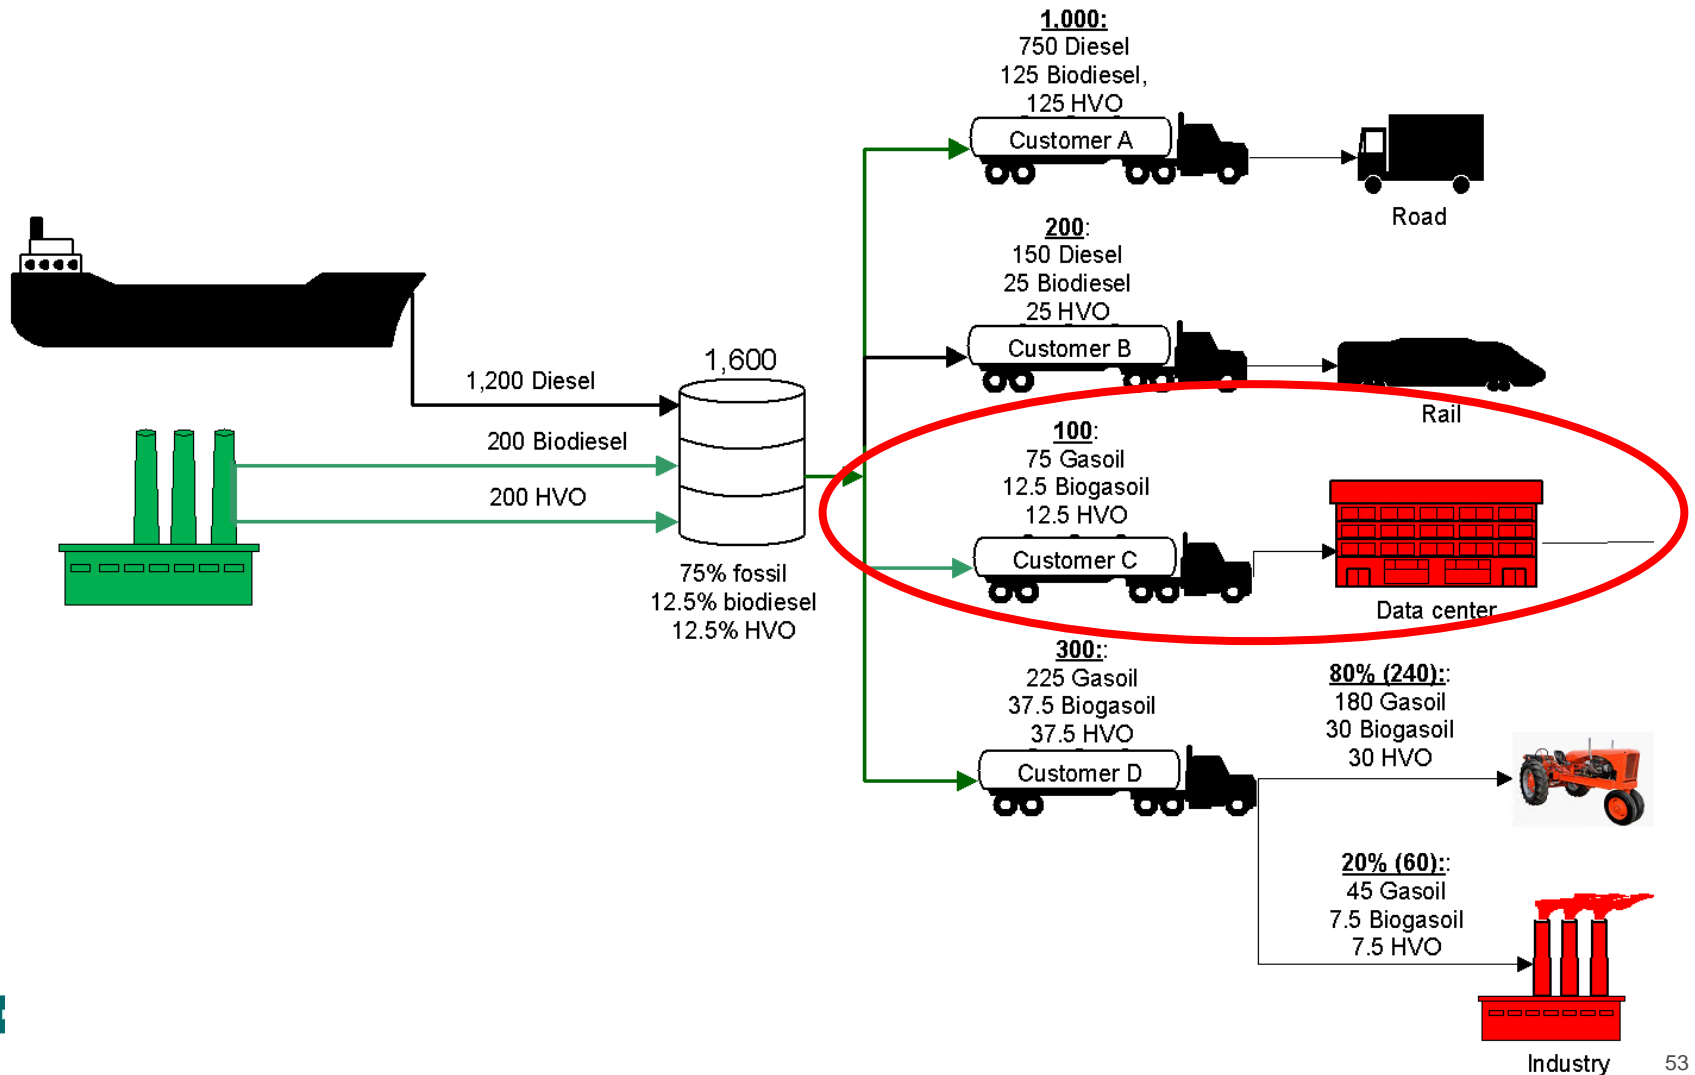 1,000:
750 Diesel
125 Biodiesel,
125 HVO
Customer A
Road
200:
150 Diesel
25 Biodiesel
25 HVO
Customer B
Rail
1,200 Diesel
200 Biodiesel
200 HVO
1,600
75% fossil
12.5% biodiesel
12.5% HVO
100:
75 Gasoil
12.5 Biogasoil
12.5 HVO
Customer C
Data center
300::
225 Gasoil
37.5 Biogasoil
37.5 HVO
Customer D
80% (240)::
180 Gasoil
30 Biogasoil
30 HVO
20% (60)::
45 Gasoil
7.5 Biogasoil
7.5 HVO
Industry
53